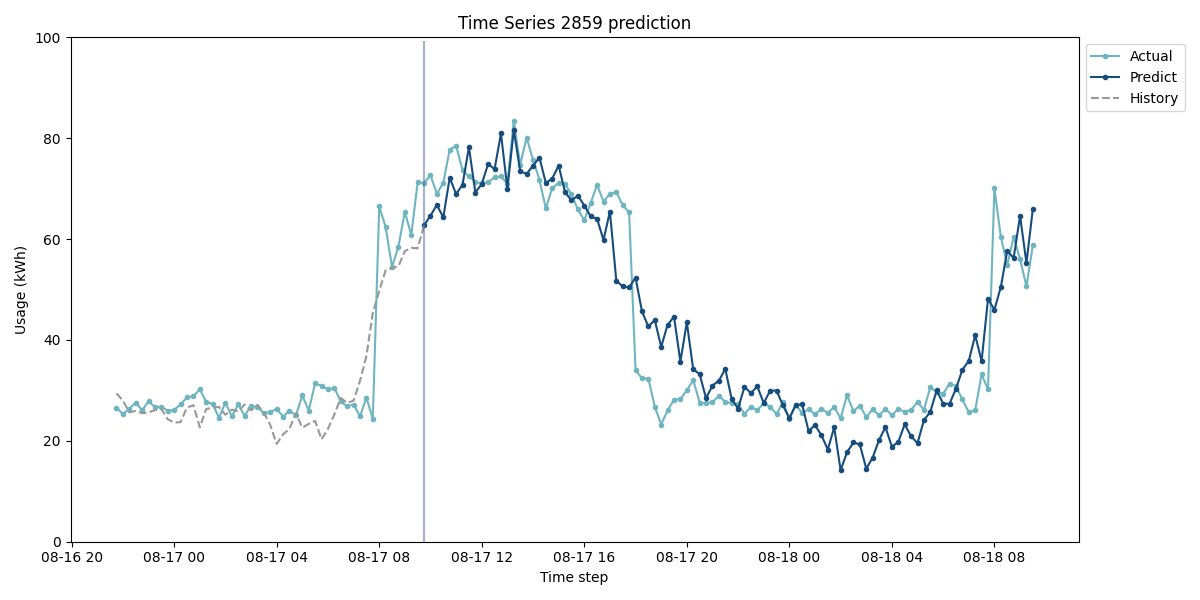 Time Series 2859 prediction
100
80
60
40
20
0
Usage (kWh)
08-16 20
08-17 00
08-17 04
08-17 08
08-17 12
08-17 16
08-17 20
08-18 00
08-18 04
08-18 08
Time step
Actual
Predict
History